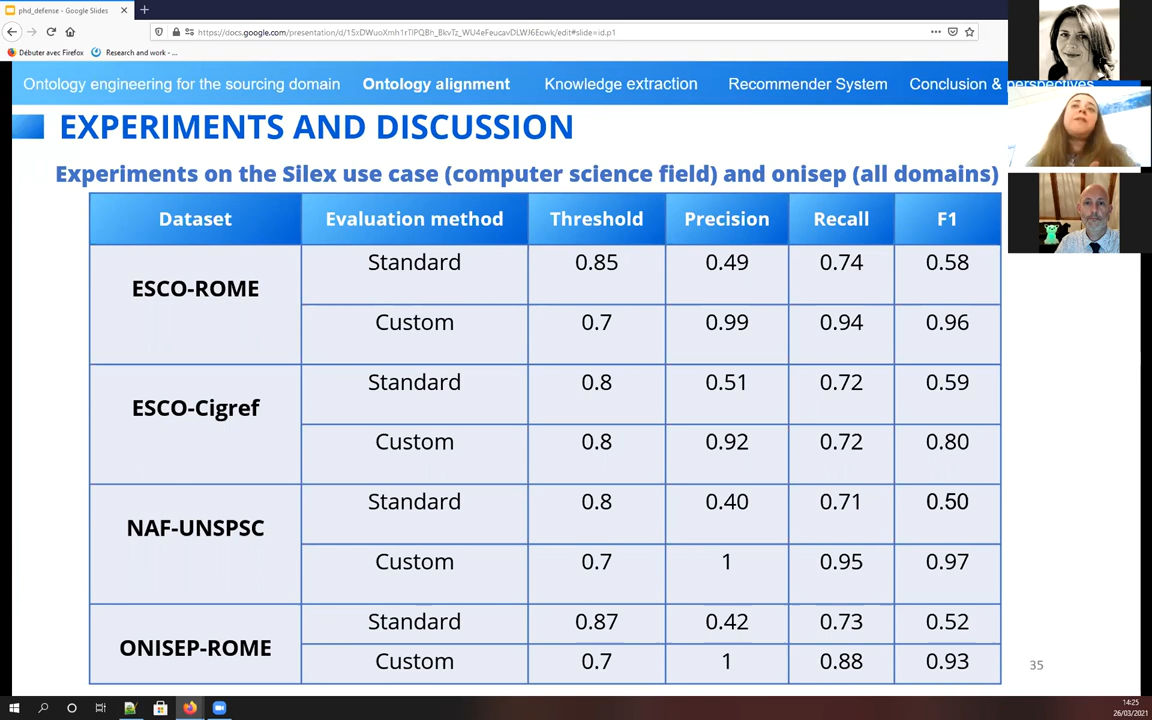 phd_defense - Google Slides
https://docs.google.com/presentation/d/15xDWuoXmh1rTlPQBh_BkvTz_WU4eFeucavDLWJ6Eowk/edit#slide=id.p1
Débuter avec Firefox Research and work - ...
Ontology engineering for the sourcing domain Ontology alignment Knowledge extraction Recommender System Conclusion & perspectives
EXPERIMENTS AND DISCUSSION
Experiments on the Silex use case (computer science field) and onisep (all domains)
Dataset Evaluation method Threshold Precision Recall F1
ESCO-ROME
Standard 0.85 0.49 0.74 0.58
Custom 0.7 0.99 0.94 0.96
ESCO-Cigref
Standard 0.8 0.51 0.72 0.59
Custom 0.8 0.92 0.72 0.80
NAF-UNSPSC
Standard 0.8 0.40 0.71 0.50
Custom 0.7 1 0.95 0.97
ONISEP-ROME
Standard 0.87 0.42 0.73 0.52
Custom 0.7 1 0.88 0.93
35
14:25
26/03/2021